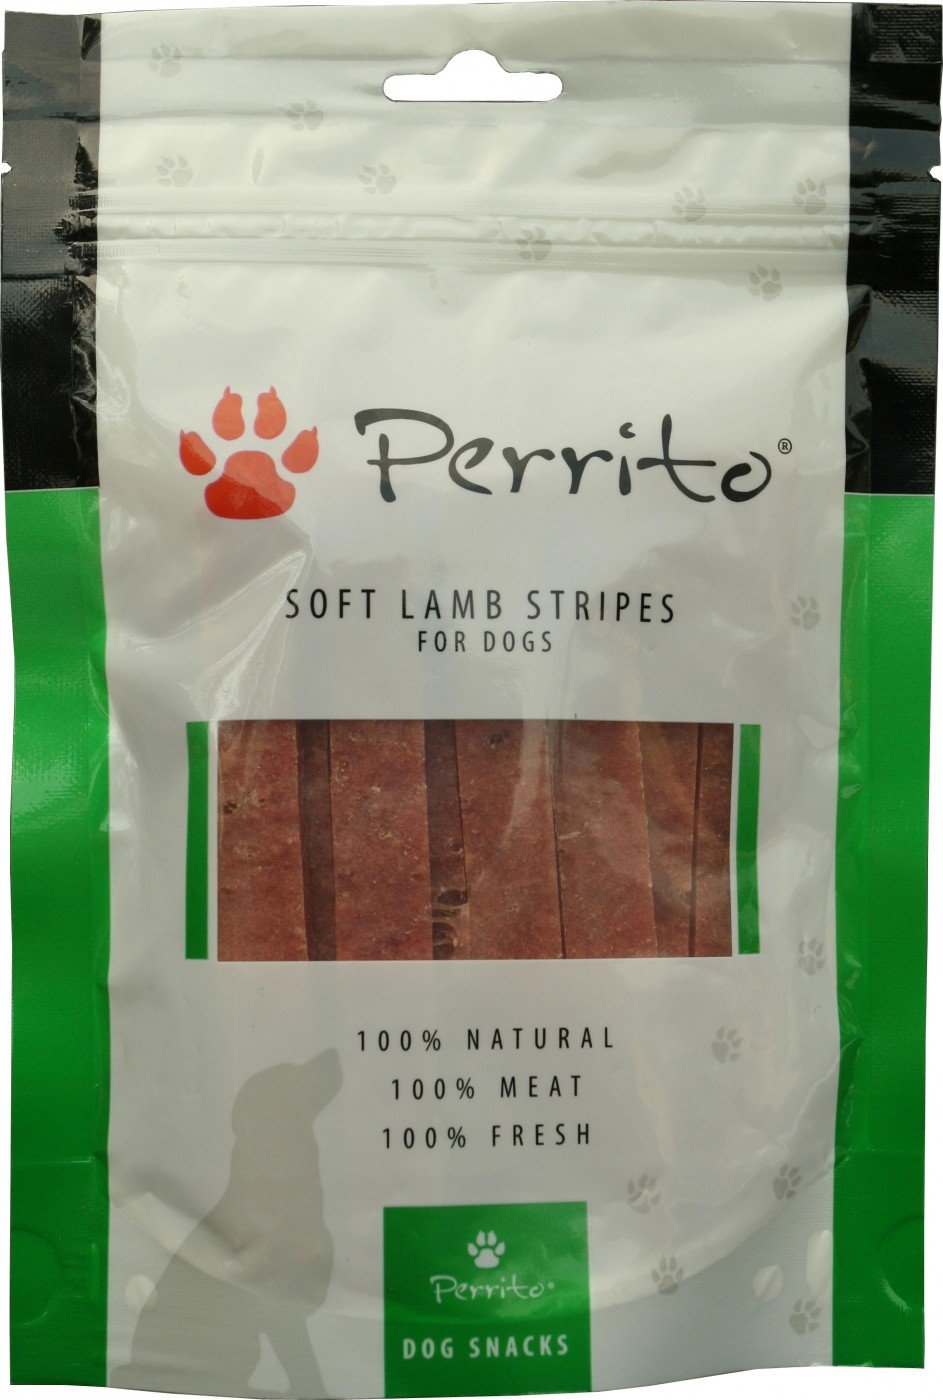 Perrito®
SOFT LAMB STRIPES
FOR DOGS
100% NATURAL
100% MEAT
100% FRESH
Perrito®
DOG SNACKS